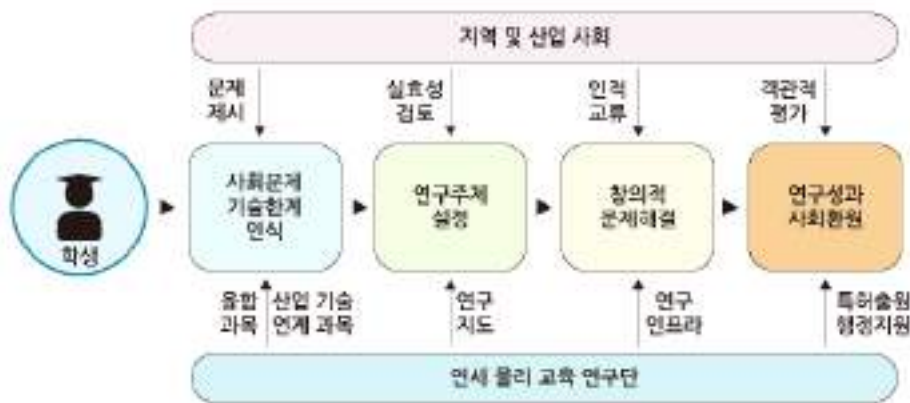 지역 및 산업 사회
문제
제시
실효성
검토
인적
교류
객관적
평가
학생
사회문제
기술한계
인식
연구주제
설정
창의적
문제해결
연구성과
사회환원
융합
과목
산업 기술
연계 과목
연구
지도
연구
인프라
특허출원
행정지원
연세 물리 교육 연구단